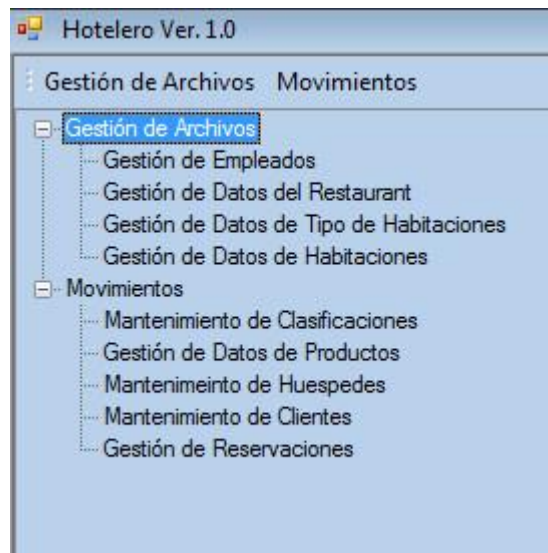 Hotelero Ver. 1.0
Gestión de Archivos Movimientos
Gestión de Archivos
Gestión de Empleados
Gestión de Datos del Restaurant
Gestión de Datos de Tipo de Habitaciones
Gestión de Datos de Habitaciones
Movimientos
Mantenimiento de Clasificaciones
Gestión de Datos de Productos
Mantenimeinto de Huespedes
Mantenimiento de Clientes
Gestión de Reservaciones